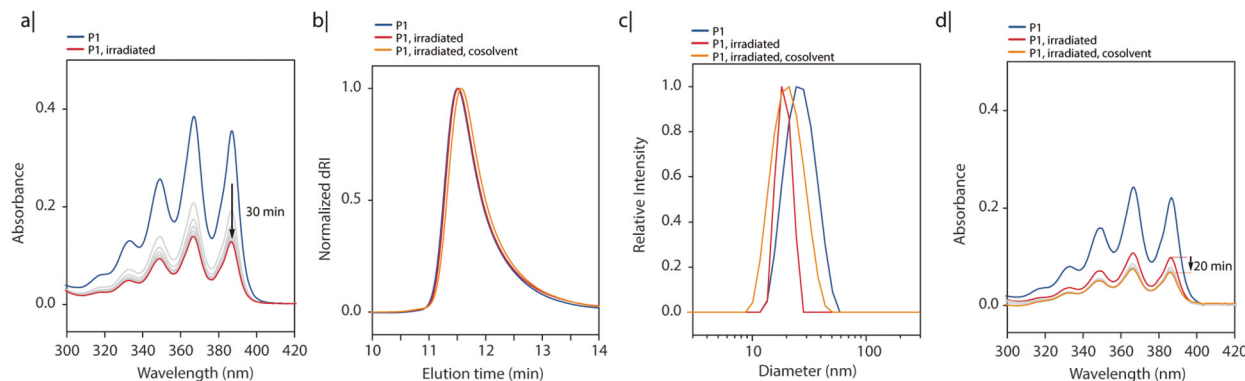 a|
P1
P1, irradiated
0.4
0.2
0.0
Absorbance
30 min
300 320 340 360 380 400 420
Wavelength (nm)
b|
P1
P1, irradiated
P1, irradiated, cosolvent
1.0
0.5
0.0
Normalized dRI
10 11 12 13 14
Elution time (min)
c|
P1
P1, irradiated
P1, irradiated, cosolvent
1.0
0.8
0.6
0.4
0.2
0.0
Relative Intensity
10 100
Diameter (nm)
d|
P1
P1, irradiated
P1, irradiated, cosolvent
0.4
0.2
0.0
Absorbance
20 min
300 320 340 360 380 400 420
Wavelength (nm)